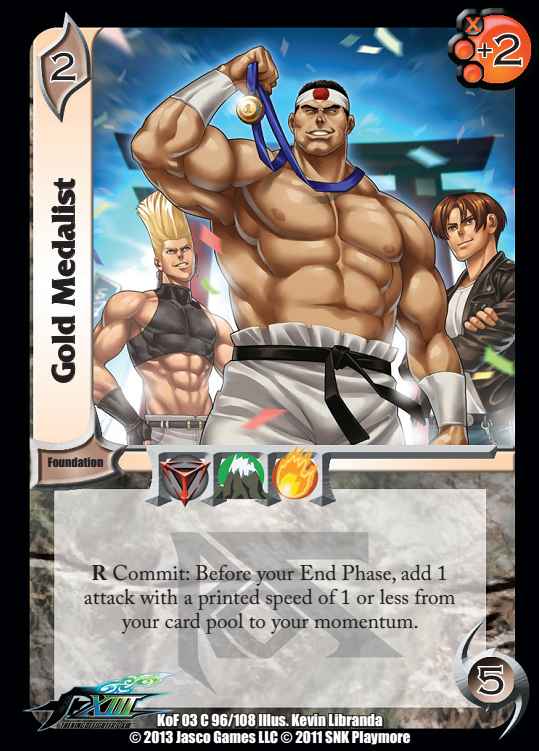 2
X
+2
Gold Medalist
Foundation
R Commit: Before your End Phase, add 1
attack with a printed speed of 1 or less from
your card pool to your momentum.
5
XIII
KoF 03 C 96/108 Illus. Kevin Libranda
© 2013 Jasco Games LLC © 2011 SNK Playmore